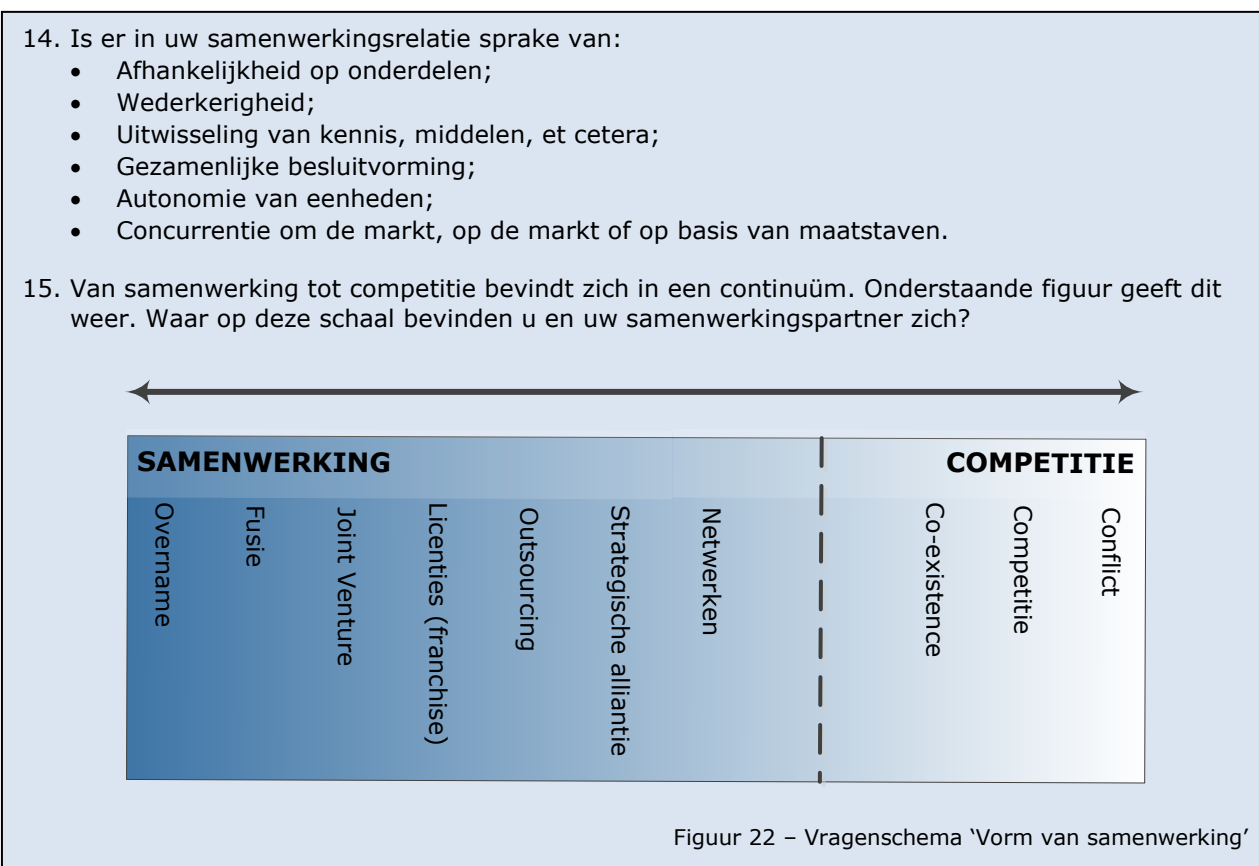 14. Is er in uw samenwerkingsrelatie sprake van:
• Afhankelijkheid op onderdelen;
• Wederkerigheid;
• Uitwisseling van kennis, middelen, et cetera;
• Gezamenlijke besluitvorming;
• Autonomie van eenheden;
• Concurrentie om de markt, op de markt of op basis van maatstaven.
15. Van samenwerking tot competitie bevindt zich in een continuüm. Onderstaande figuur geeft dit
weer. Waar op deze schaal bevinden u en uw samenwerkingspartner zich?
SAMENWERKING
COMPETITIE
Overname
Fusie
Joint Venture
Licenties (franchise)
Outsourcing
Strategische alliantie
Netwerken
Co-existence
Competitie
Conflict
Figuur 22 – Vragenschema ‘Vorm van samenwerking’